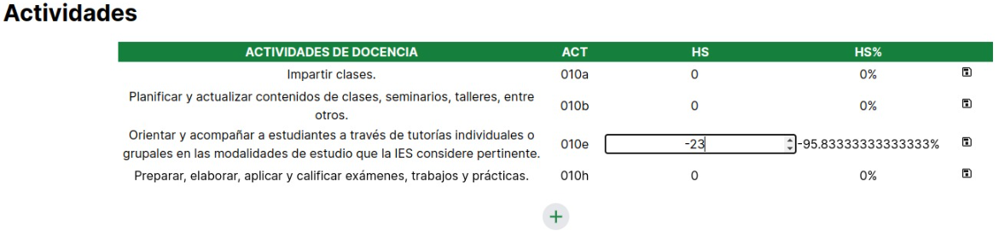 Actividades
ACTIVIDADES DE DOCENCIA ACT HS HS%
Impartir clases. 010a 0 0%
Planificar y actualizar contenidos de clases, seminarios, talleres, entre
otros. 010b 0 0%
Orientar y acompañar a estudiantes a través de tutorías individuales o
grupales en las modalidades de estudio que la IES considere pertinente. 010e -23 -95.83333333333333%
Preparar, elaborar, aplicar y calificar exámenes, trabajos y prácticas. 010h 0 0%
+